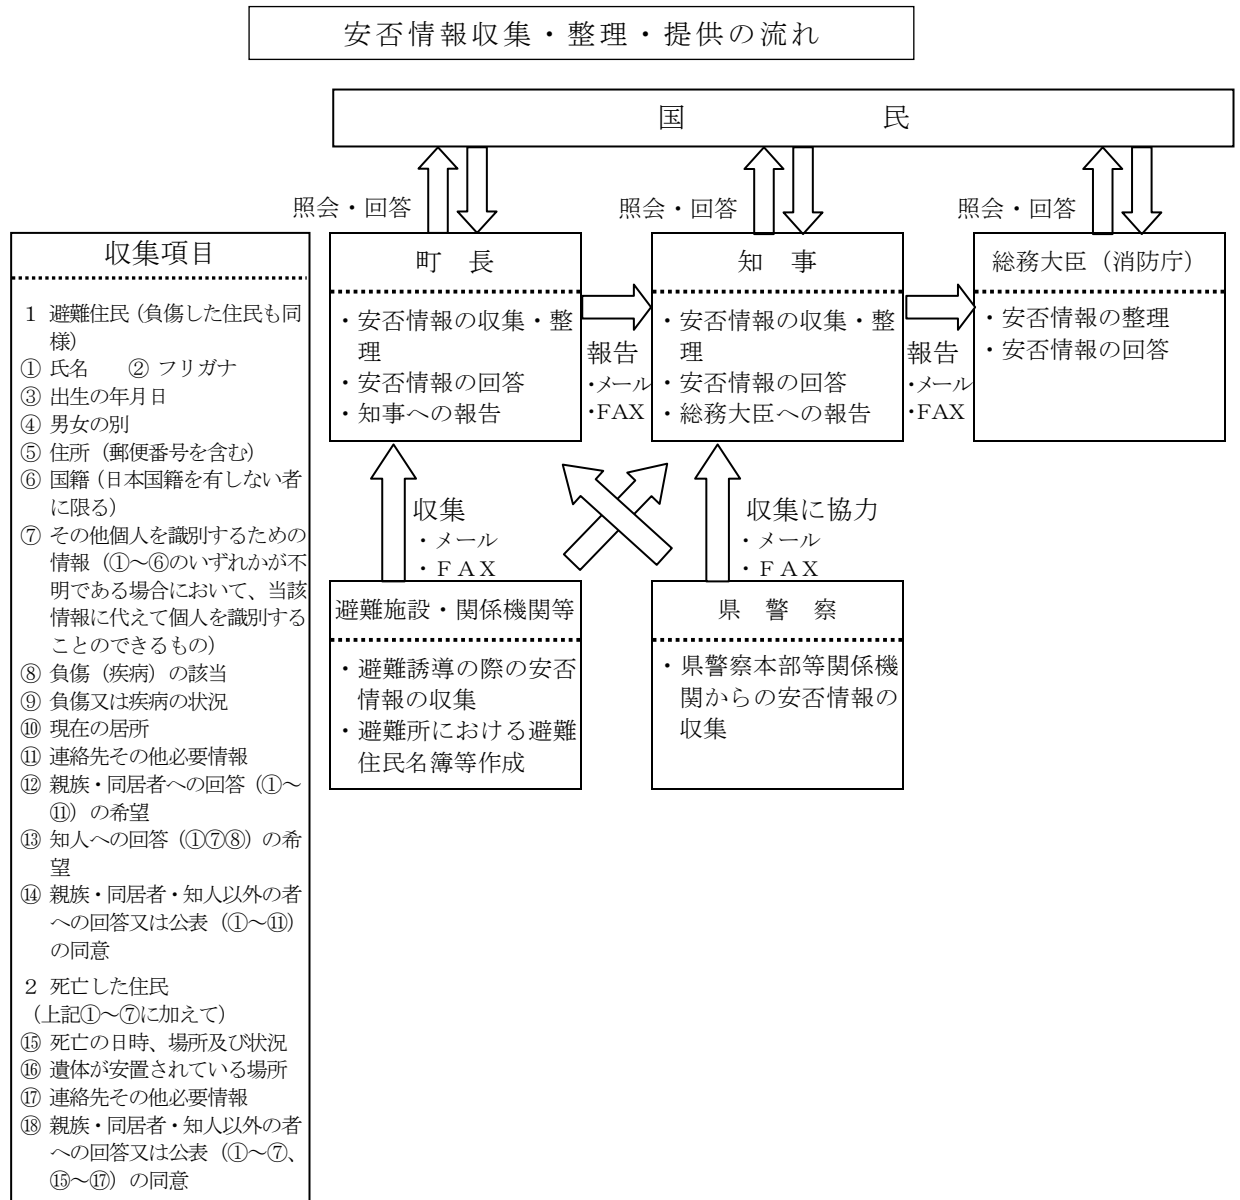 安否情報収集・整理・提供の流れ
国　　　　民
照会・回答
照会・回答
照会・回答
収集項目
1 避難住民（負傷した住民も同
様）
① 氏名　② フリガナ
③ 出生の年月日
④ 男女の別
⑤ 住所（郵便番号を含む）
⑥ 国籍（日本国籍を有しない者
に限る）
⑦ その他個人を識別するための
情報（①～⑥のいずれかが不
明である場合において、当該
情報に代えて個人を識別する
ことのできるもの）
⑧ 負傷（疾病）の該当
⑨ 負傷又は疾病の状況
⑩ 現在の居所
⑪ 連絡先その他必要情報
⑫ 親族・同居者への回答（①～
⑪）の希望
⑬ 知人への回答（①⑦⑧）の希
望
⑭ 親族・同居者・知人以外の者
への回答又は公表（①～⑪）
の同意
2 死亡した住民
（上記①～⑦に加えて）
⑮ 死亡の日時、場所及び状況
⑯ 遺体が安置されている場所
⑰ 連絡先その他必要情報
⑱ 親族・同居者・知人以外の者
への回答又は公表（①～⑦、
⑮～⑰）の同意
町　長
・安否情報の収集・整
理
・安否情報の回答
・知事への報告
報告
・メール
・FAX
知　事
・安否情報の収集・整
理
・安否情報の回答
・総務大臣への報告
報告
・メール
・FAX
総務大臣（消防庁）
・安否情報の整理
・安否情報の回答
収集
・メール
・ＦＡＸ
収集に協力
・メール
・ＦＡＸ
避難施設・関係機関等
・避難誘導の際の安否
情報の収集
・避難所における避難
住民名簿等作成
県　警　察
・県警察本部等関係機
関からの安否情報の
収集